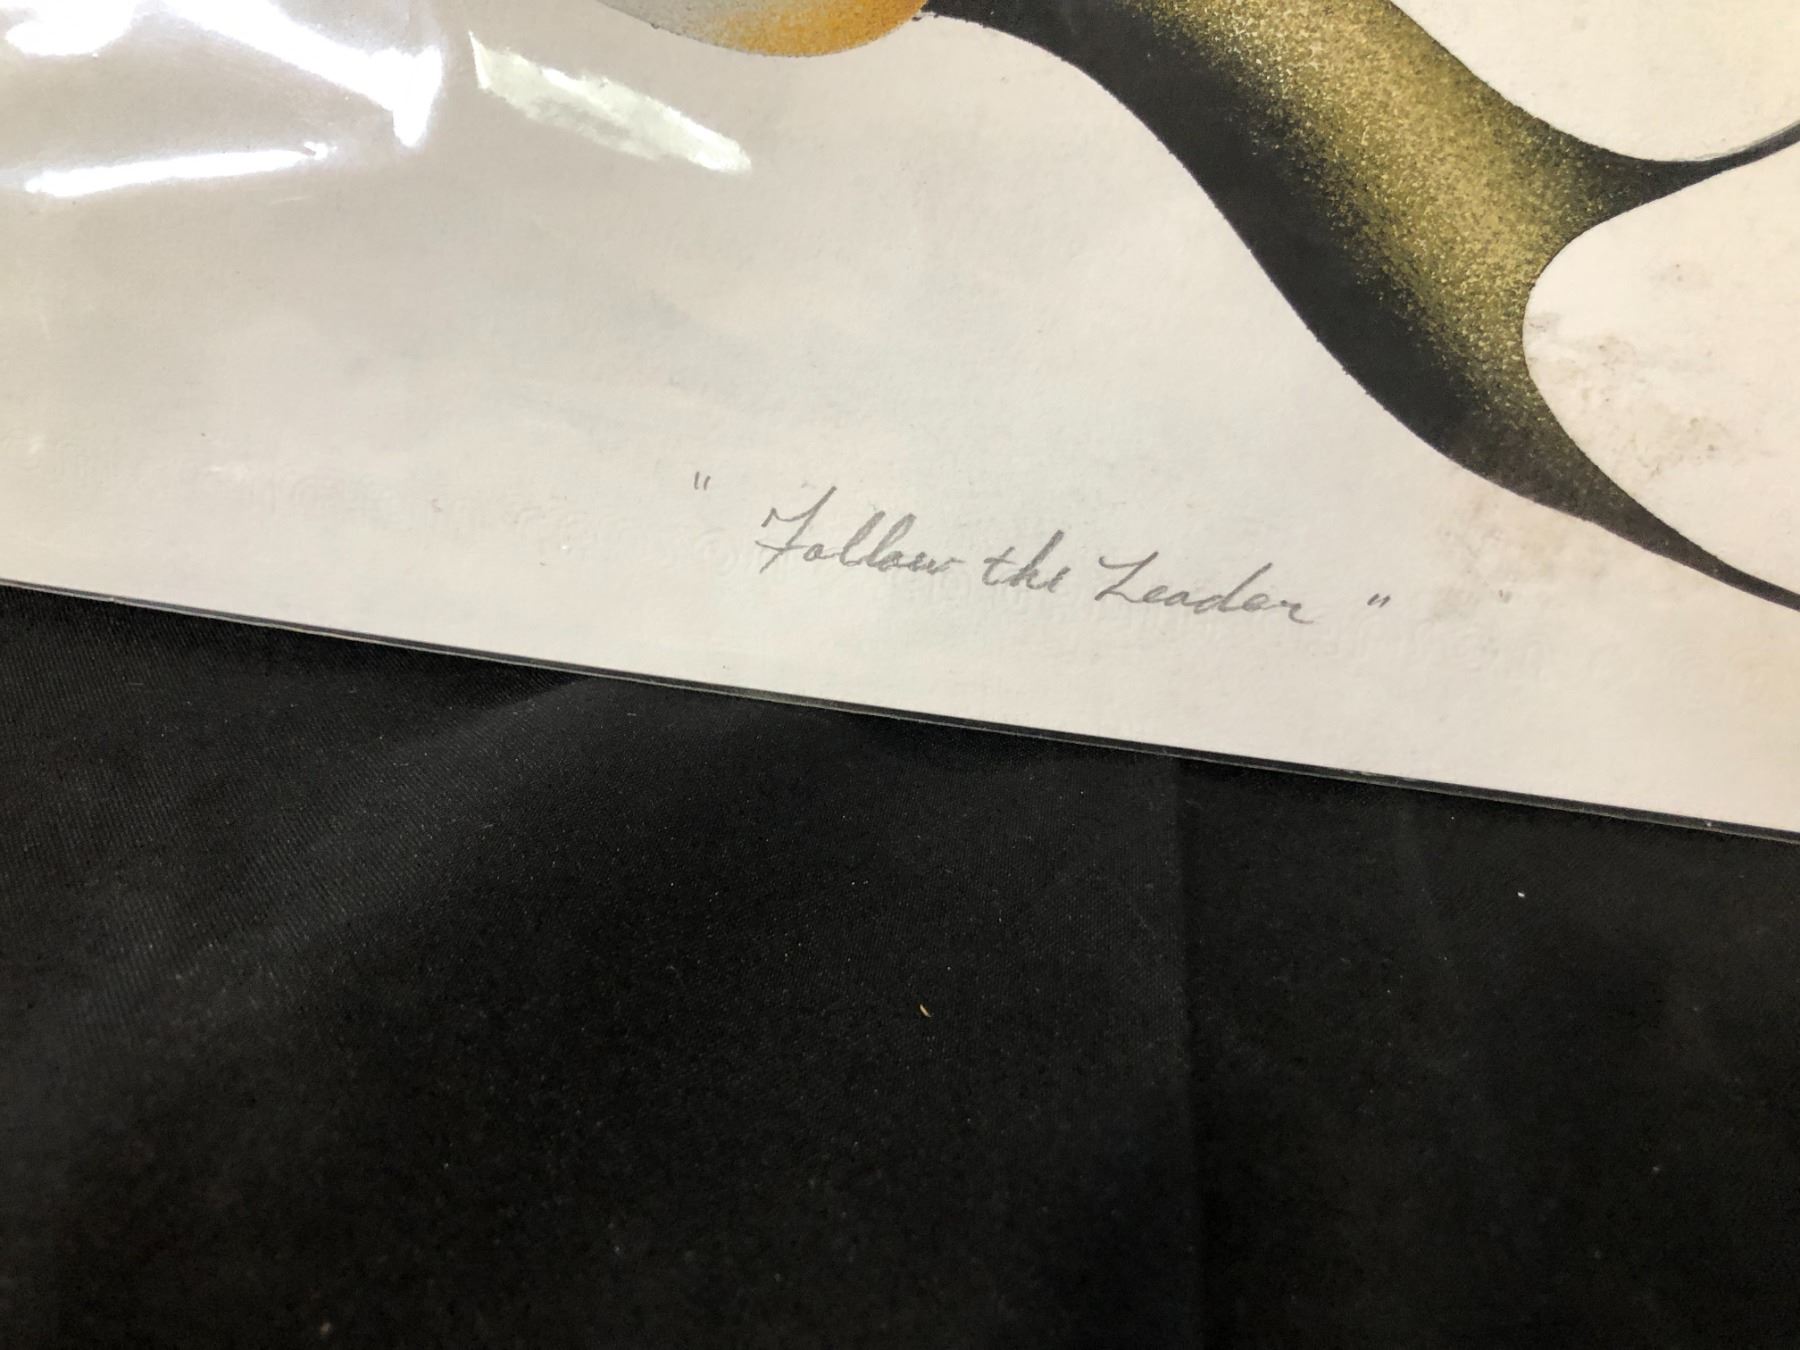 " Follow the Leader "